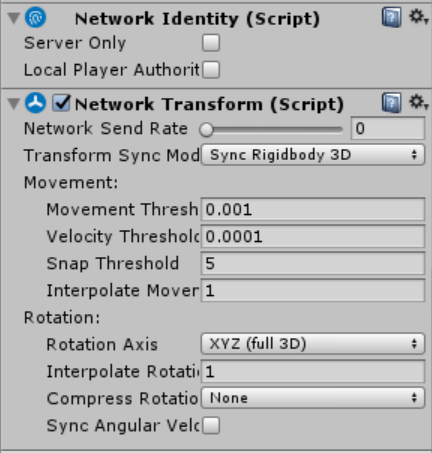 Network Identity (Script)
Server Only
Local Player Authorit
Network Transform (Script)
Network Send Rate 0
Transform Sync Mod Sync Rigidbody 3D
Movement:
Movement Thresh 0.001
Velocity Threshold 0.0001
Snap Threshold 5
Interpolate Mover 1
Rotation:
Rotation Axis XYZ (full 3D)
Interpolate Rotati 1
Compress Rotatio None
Sync Angular Velo